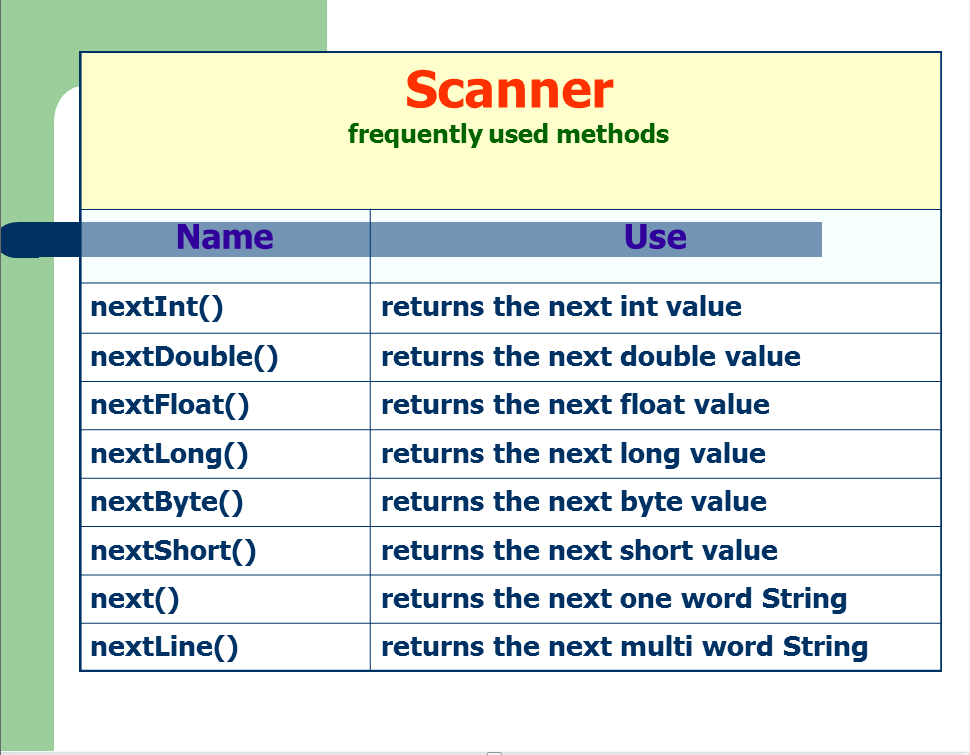 Scanner
frequently used methods
Name Use
nextInt() returns the next int value
nextDouble() returns the next double value
nextFloat() returns the next float value
nextLong() returns the next long value
nextByte() returns the next byte value
nextShort() returns the next short value
next() returns the next one word String
nextLine() returns the next multi word String